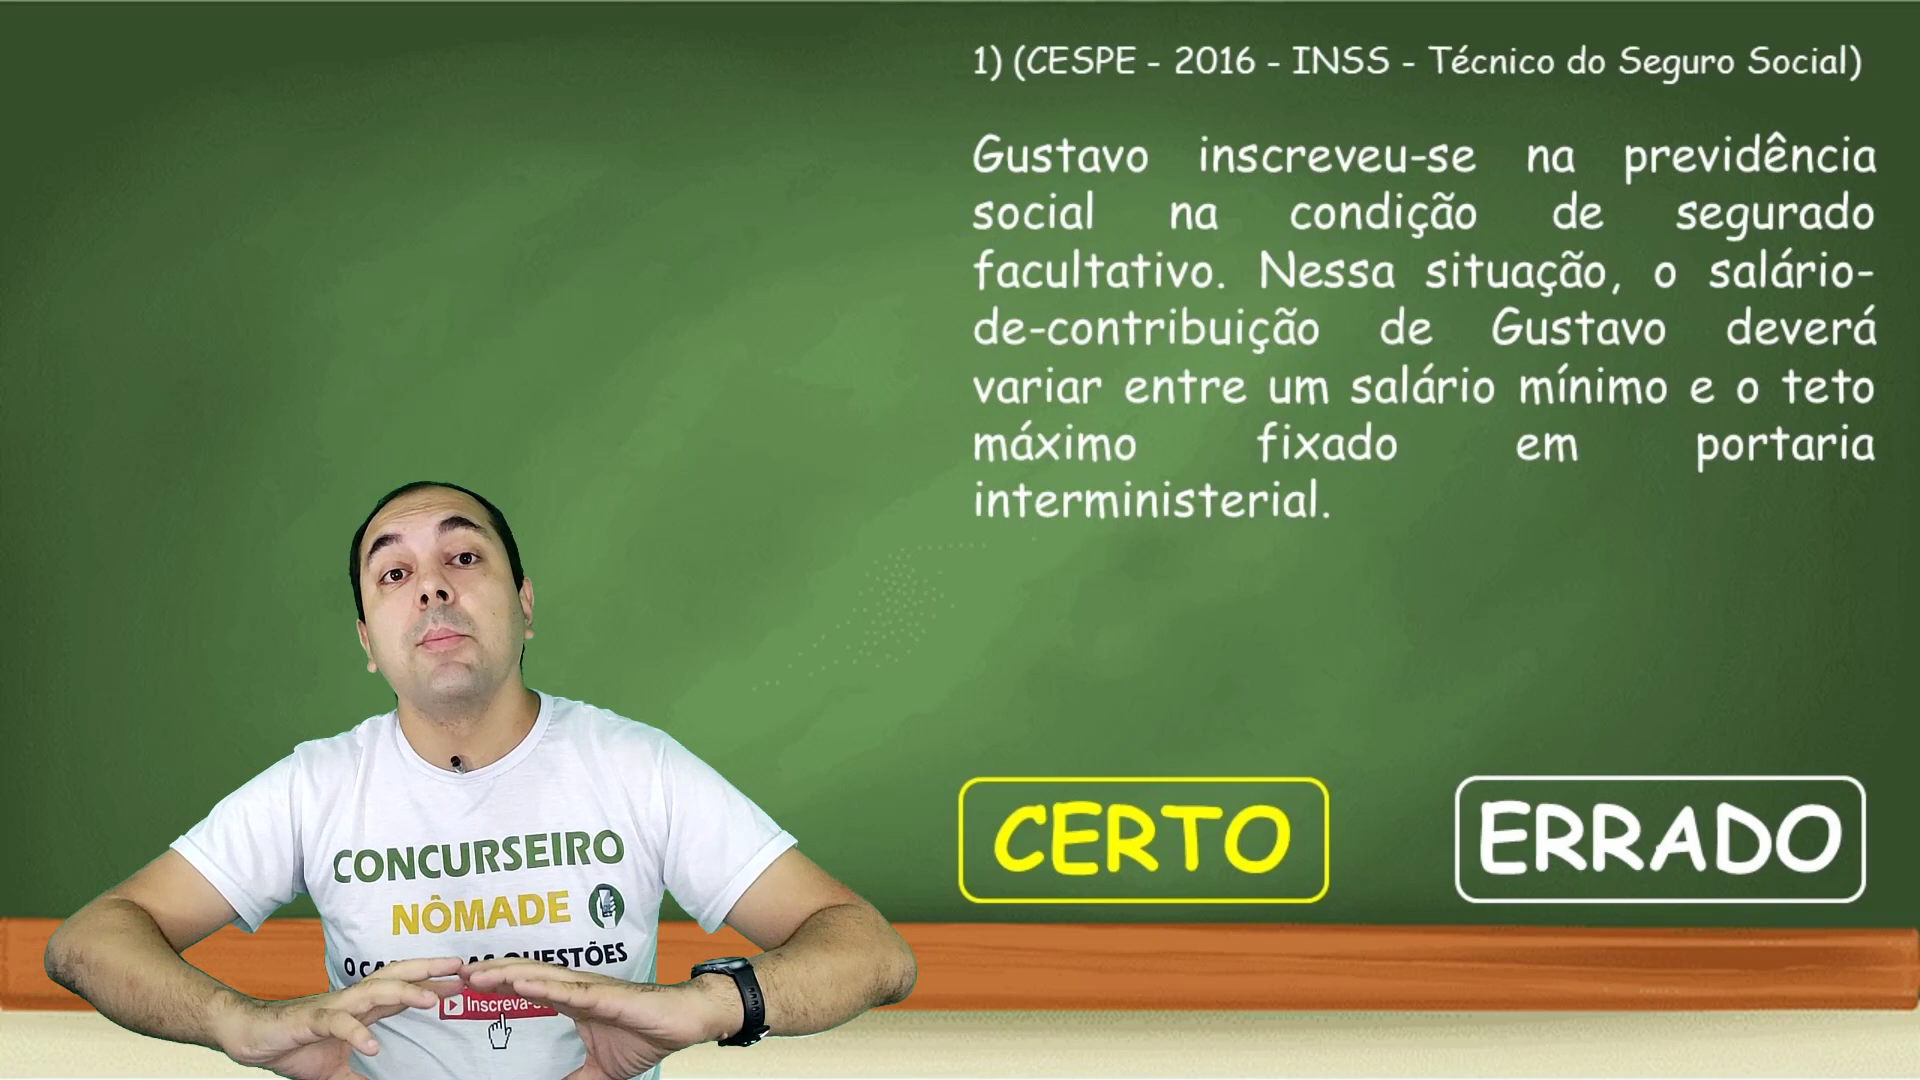 1) (CESPE - 2016 - INSS - Técnico do Seguro Social)
Gustavo inscreveu-se na previdência
social na condição de segurado
facultativo. Nessa situação, o salário-
de-contribuição de Gustavo deverá
variar entre um salário mínimo e o teto
máximo fixado em portaria
interministerial.
CERTO ERRADO
CONCURSEIRO
NÔMADE
O